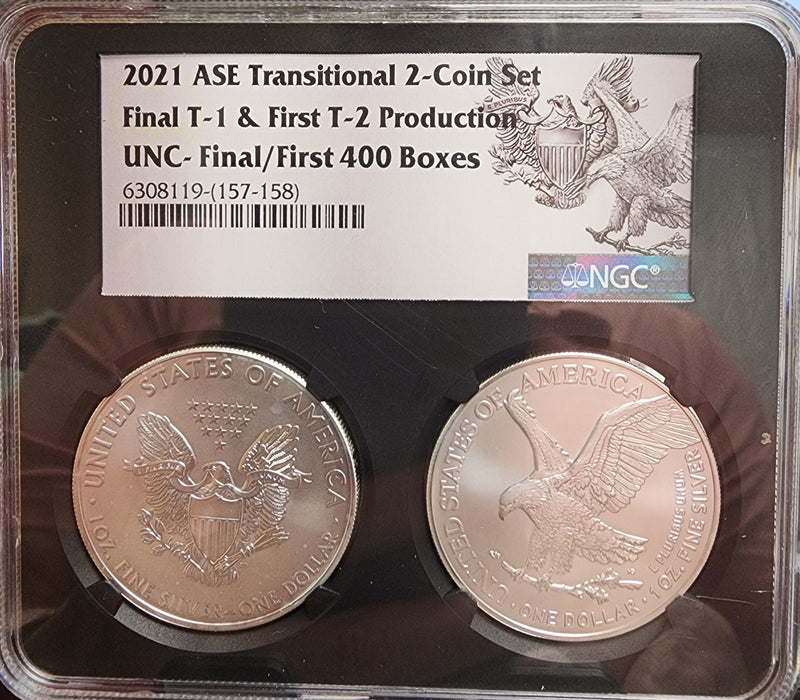 2021 ASE Transitional 2-Coin Set
Final T-1 & First T-2 Production
UNC- Final/First 400 Boxes
6308119-(157-158)
E PLURIBUS
NGC®
UNITED STATES OF AMERICA
1 OZ. FINE SILVER~ONE DOLLAR
UNITED STATES OF AMERICA
E PLURIBUS UNUM
· ONE DOLLAR · 1 OZ. FINE SILVER